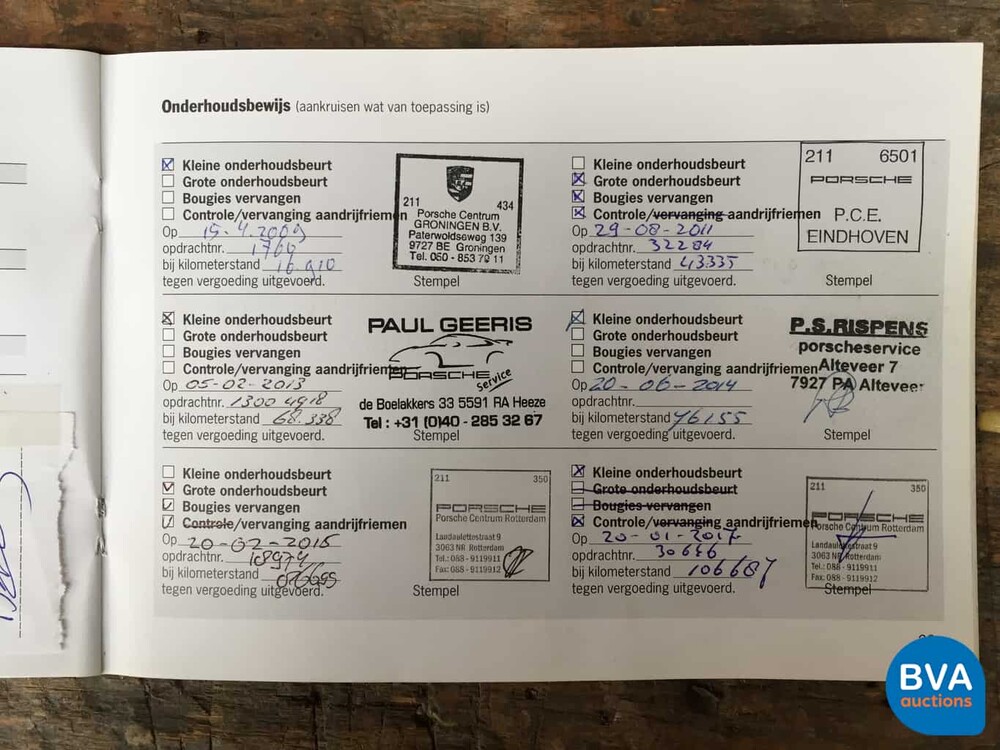 Onderhoudsbewijs (aankruisen wat van toepassing is)
Kleine onderhoudsbeurt
Grote onderhoudsbeurt
Bougies vervangen
Controle/vervanging aandrijfriemen
Op 15-4-2009
opdrachtnr. 1766
bij kilometerstand 16.910
tegen vergoeding uitgevoerd.
211 434
Porsche Centrum
GRONINGEN B.V.
Paterwoldseweg 139
9727 BE Groningen
Tel. 050 - 853 79 11
Stempel
Kleine onderhoudsbeurt
Grote onderhoudsbeurt
Bougies vervangen
Controle/vervanging aandrijfriemen
Op 29-08-2011
opdrachtnr. 32284
bij kilometerstand 43335
tegen vergoeding uitgevoerd.
211 6501
PORSCHE
P.C.E.
EINDHOVEN
Stempel
Kleine onderhoudsbeurt
Grote onderhoudsbeurt
Bougies vervangen
Controle/vervanging aandrijfriemen
Op 05-02-2013
opdrachtnr. 13004918
bij kilometerstand 68.338
tegen vergoeding uitgevoerd.
PAUL GEERIS
PORSCHE service
de Boelakkers 33 5591 RA Heeze
Tel : +31 (0)40 - 285 32 67
Stempel
Kleine onderhoudsbeurt
Grote onderhoudsbeurt
Bougies vervangen
Controle/vervanging aandrijfriemen
Op 20-06-2014
opdrachtnr.
bij kilometerstand 76155
tegen vergoeding uitgevoerd.
P.S.RISPENS
porscheservice
Alteveer 7
7927 PA Alteveer
Stempel
Kleine onderhoudsbeurt
Grote onderhoudsbeurt
Bougies vervangen
Controle/vervanging aandrijfriemen
Op 20-02-2015
opdrachtnr.
bij kilometerstand
tegen vergoeding uitgevoerd.
211 350
PORSCHE
Porsche Centrum Rotterdam
Laudaulettestraat 9
3063 NR Rotterdam
Tel.: 088 - 9119911
Fax: 088 - 9119912
Stempel
Kleine onderhoudsbeurt
Grote onderhoudsbeurt
Bougies vervangen
Controle/vervanging aandrijfriemen
Op 20-01-2017
opdrachtnr. 30686
bij kilometerstand 106687
tegen vergoeding uitgevoerd.
211 350
PORSCHE
Porsche Centrum Rotterdam
Landaulettestraat 9
3063 NR Rotterdam
Tel.: 088 - 9119911
Fax: 088 - 9119912
Stempel
BVA
auctions